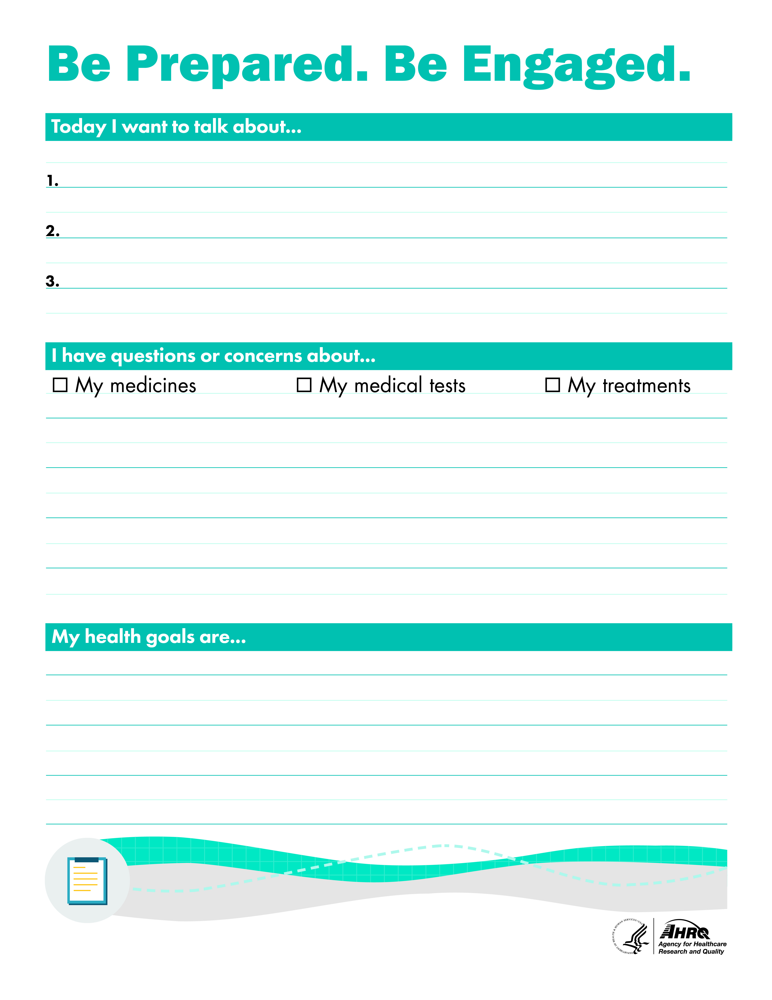 Be Prepared. Be Engaged.
Today I want to talk about...
1.
2.
3.
I have questions or concerns about...
My medicines My medical tests My treatments
My health goals are...
DEPARTMENT OF HEALTH & HUMAN SERVICES • USA
AHRQ
Agency for Healthcare
Research and Quality